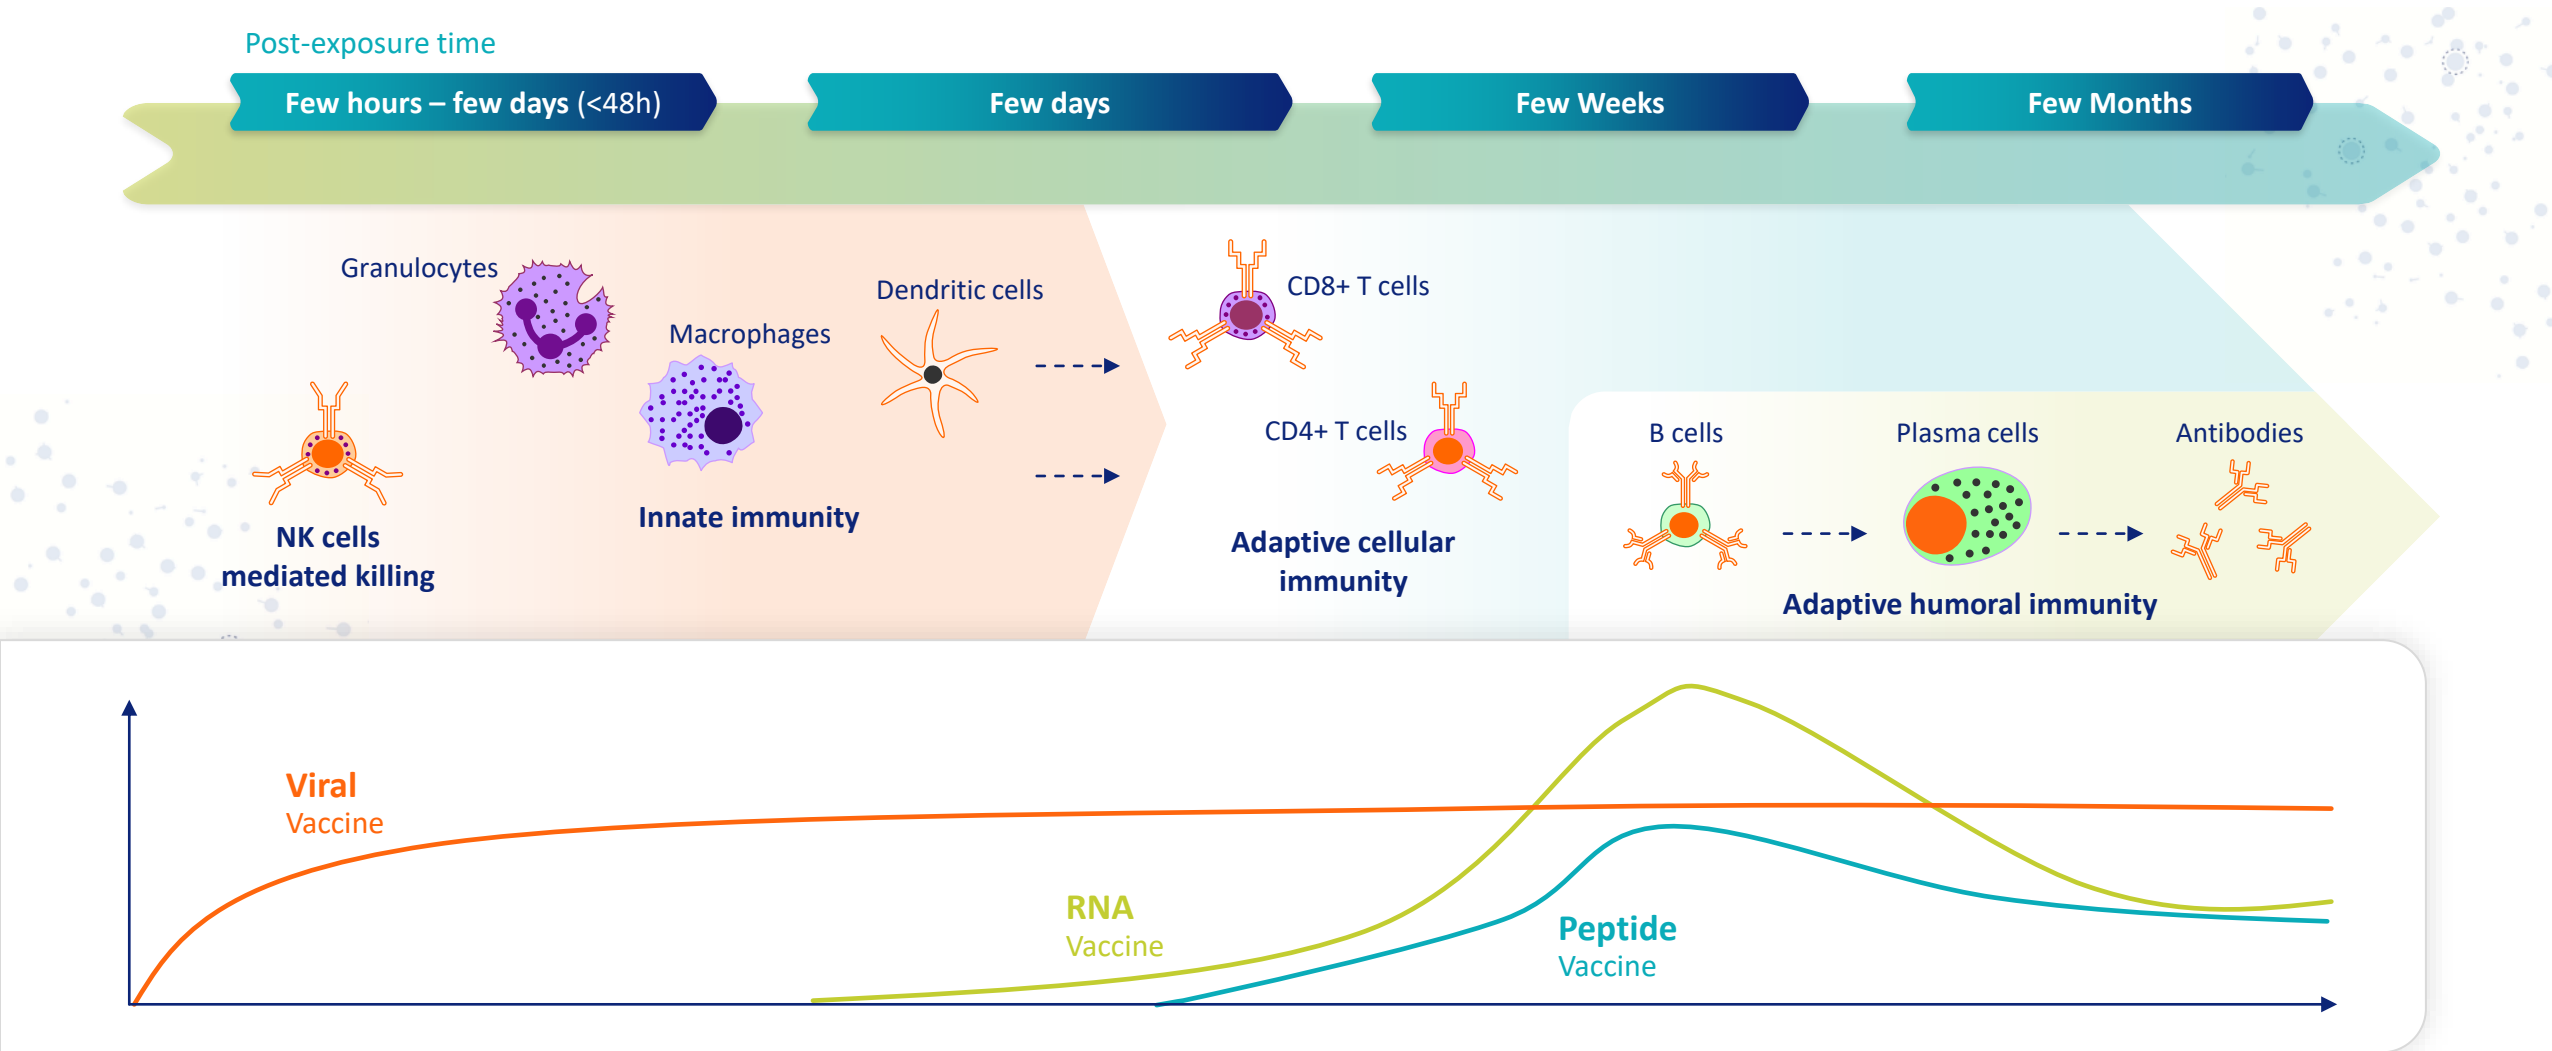 Post-exposure time
Few hours – few days (<48h)
Few days
Few Weeks
Few Months
Granulocytes
Macrophages
Dendritic cells
NK cells
mediated killing
Innate immunity
CD8+ T cells
CD4+ T cells
Adaptive cellular
immunity
B cells
Plasma cells
Antibodies
Adaptive humoral immunity
Viral
Vaccine
RNA
Vaccine
Peptide
Vaccine